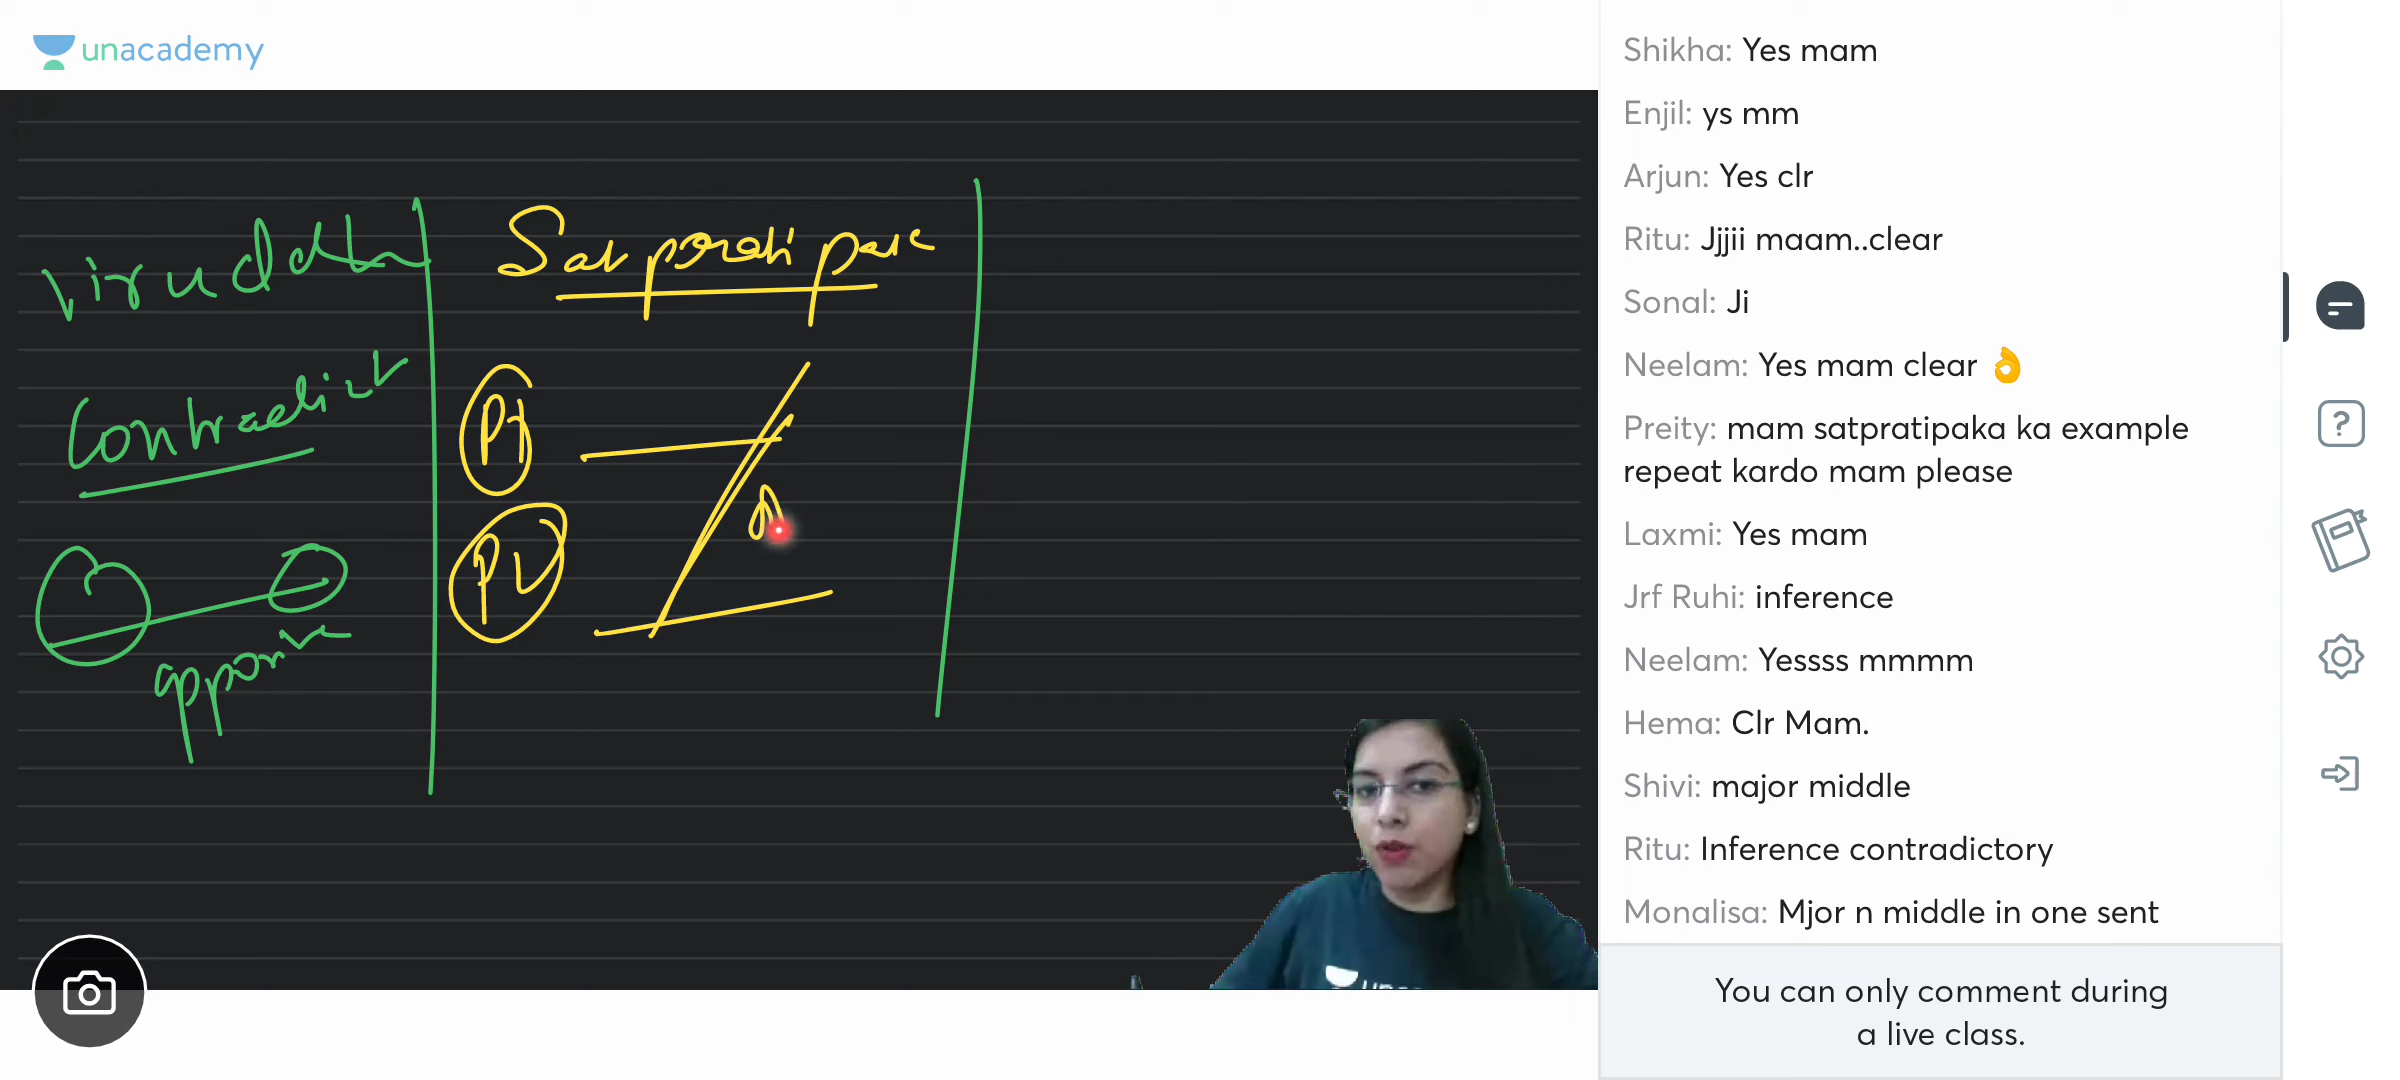 unacademy
Viruddh
Contradict
opposite
Satpratipak
P1
P2
Shikha: Yes mam
Enjil: ys mm
Arjun: Yes clr
Ritu: Jjjii maam..clear
Sonal: Ji
Neelam: Yes mam clear 👌
Preity: mam satpratipaka ka example
repeat kardo mam please
Laxmi: Yes mam
Jrf Ruhi: inference
Neelam: Yessss mmmm
Hema: Clr Mam.
Shivi: major middle
Ritu: Inference contradictory
Monalisa: Mjor n middle in one sent
You can only comment during
a live class.